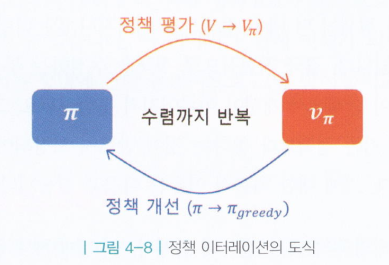 정책 평가 (V → V_π)
π
수렴까지 반복
v_π
정책 개선 (π → π_greedy)
| 그림 4-8 | 정책 이터레이션의 도식